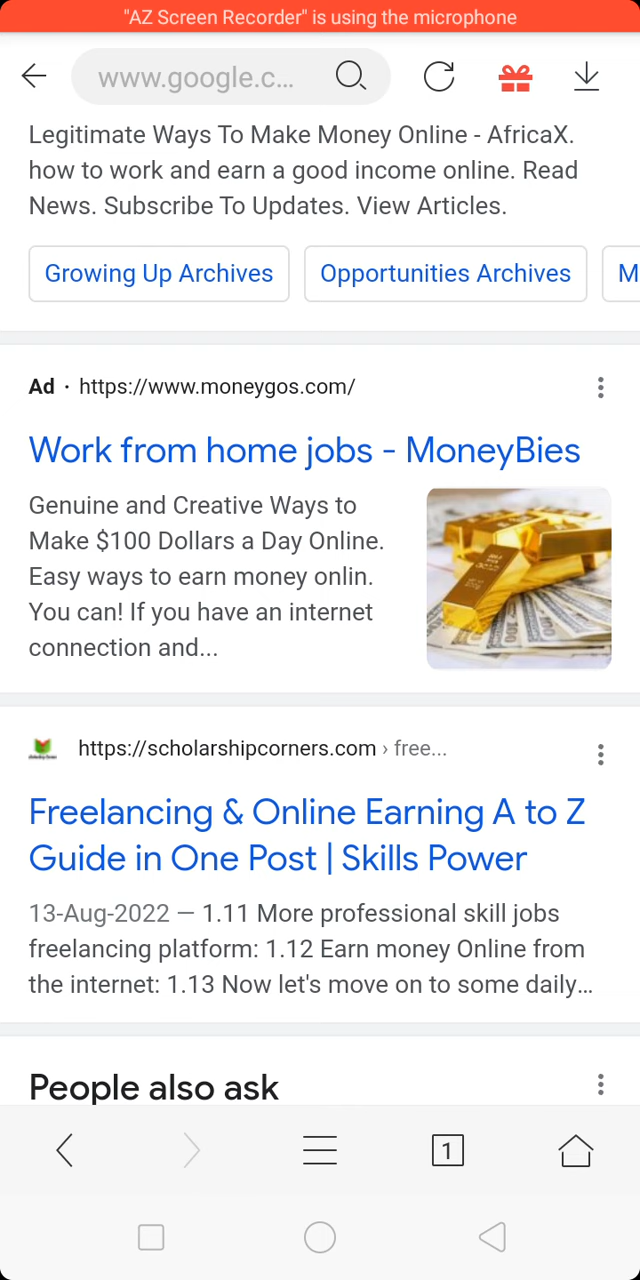 "AZ Screen Recorder" is using the microphone
www.google.c...
Legitimate Ways To Make Money Online - AfricaX.
how to work and earn a good income online. Read
News. Subscribe To Updates. View Articles.
Growing Up Archives
Opportunities Archives
M
Ad · https://www.moneygos.com/
Work from home jobs - MoneyBies
Genuine and Creative Ways to
Make $100 Dollars a Day Online.
Easy ways to earn money onlin.
You can! If you have an internet
connection and...
https://scholarshipcorners.com › free...
Freelancing & Online Earning A to Z
Guide in One Post | Skills Power
13-Aug-2022 — 1.11 More professional skill jobs
freelancing platform: 1.12 Earn money Online from
the internet: 1.13 Now let's move on to some daily...
People also ask
1